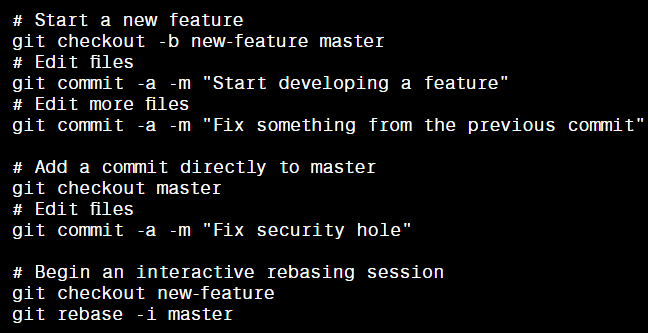 # Start a new feature
git checkout -b new-feature master
# Edit files
git commit -a -m "Start developing a feature"
# Edit more files
git commit -a -m "Fix something from the previous commit"

# Add a commit directly to master
git checkout master
# Edit files
git commit -a -m "Fix security hole"

# Begin an interactive rebasing session
git checkout new-feature
git rebase -i master